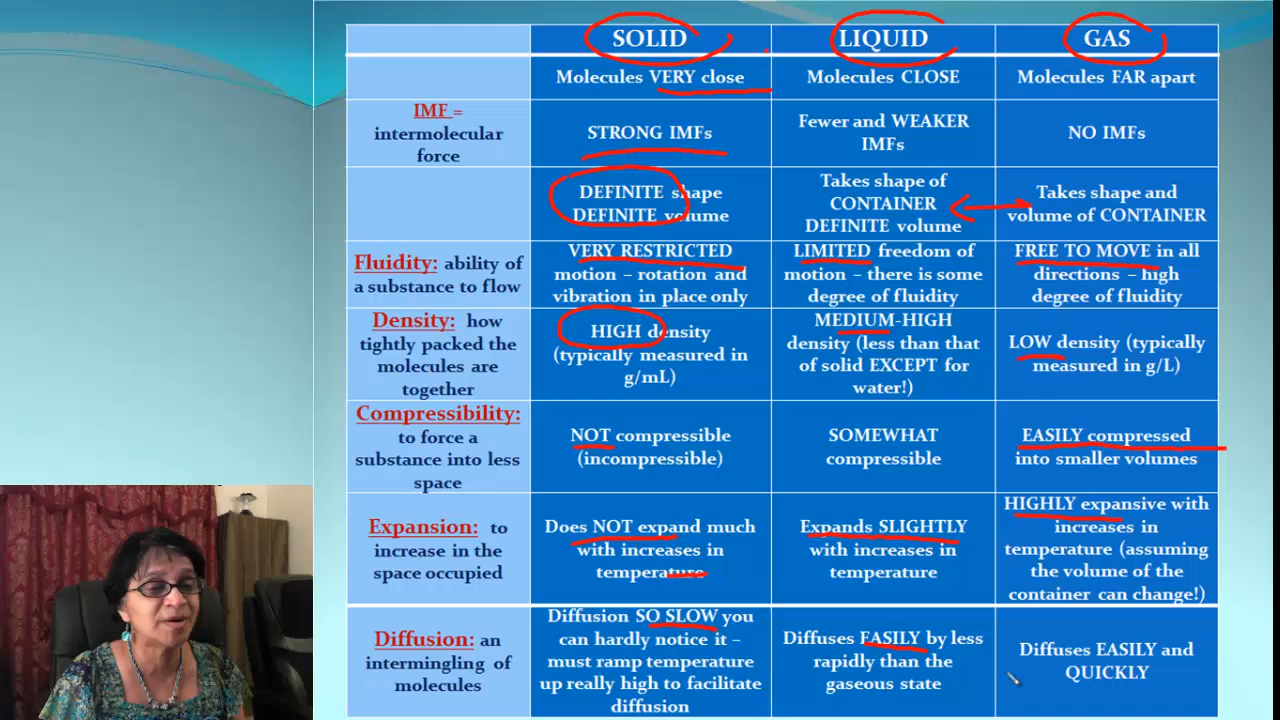 SOLID
LIQUID
GAS
Molecules VERY close
Molecules CLOSE
Molecules FAR apart
IMF =
intermolecular
force
STRONG IMFs
Fewer and WEAKER
IMFs
NO IMFs
DEFINITE shape
DEFINITE volume
Takes shape of
CONTAINER
DEFINITE volume
Takes shape and
volume of CONTAINER
Fluidity: ability of
a substance to flow
VERY RESTRICTED
motion – rotation and
vibration in place only
LIMITED freedom of
motion – there is some
degree of fluidity
FREE TO MOVE in all
directions – high
degree of fluidity
Density: how
tightly packed the
molecules are
together
HIGH density
(typically measured in
g/mL)
MEDIUM-HIGH
density (less than that
of solid EXCEPT for
water!)
LOW density (typically
measured in g/L)
Compressibility:
to force a
substance into less
space
NOT compressible
(incompressible)
SOMEWHAT
compressible
EASILY compressed
into smaller volumes
Expansion: to
increase in the
space occupied
Does NOT expand much
with increases in
temperature
Expands SLIGHTLY
with increases in
temperature
HIGHLY expansive with
increases in
temperature (assuming
the volume of the
container can change!)
Diffusion: an
intermingling of
molecules
Diffusion SO SLOW you
can hardly notice it –
must ramp temperature
up really high to facilitate
diffusion
Diffuses EASILY by less
rapidly than the
gaseous state
Diffuses EASILY and
QUICKLY